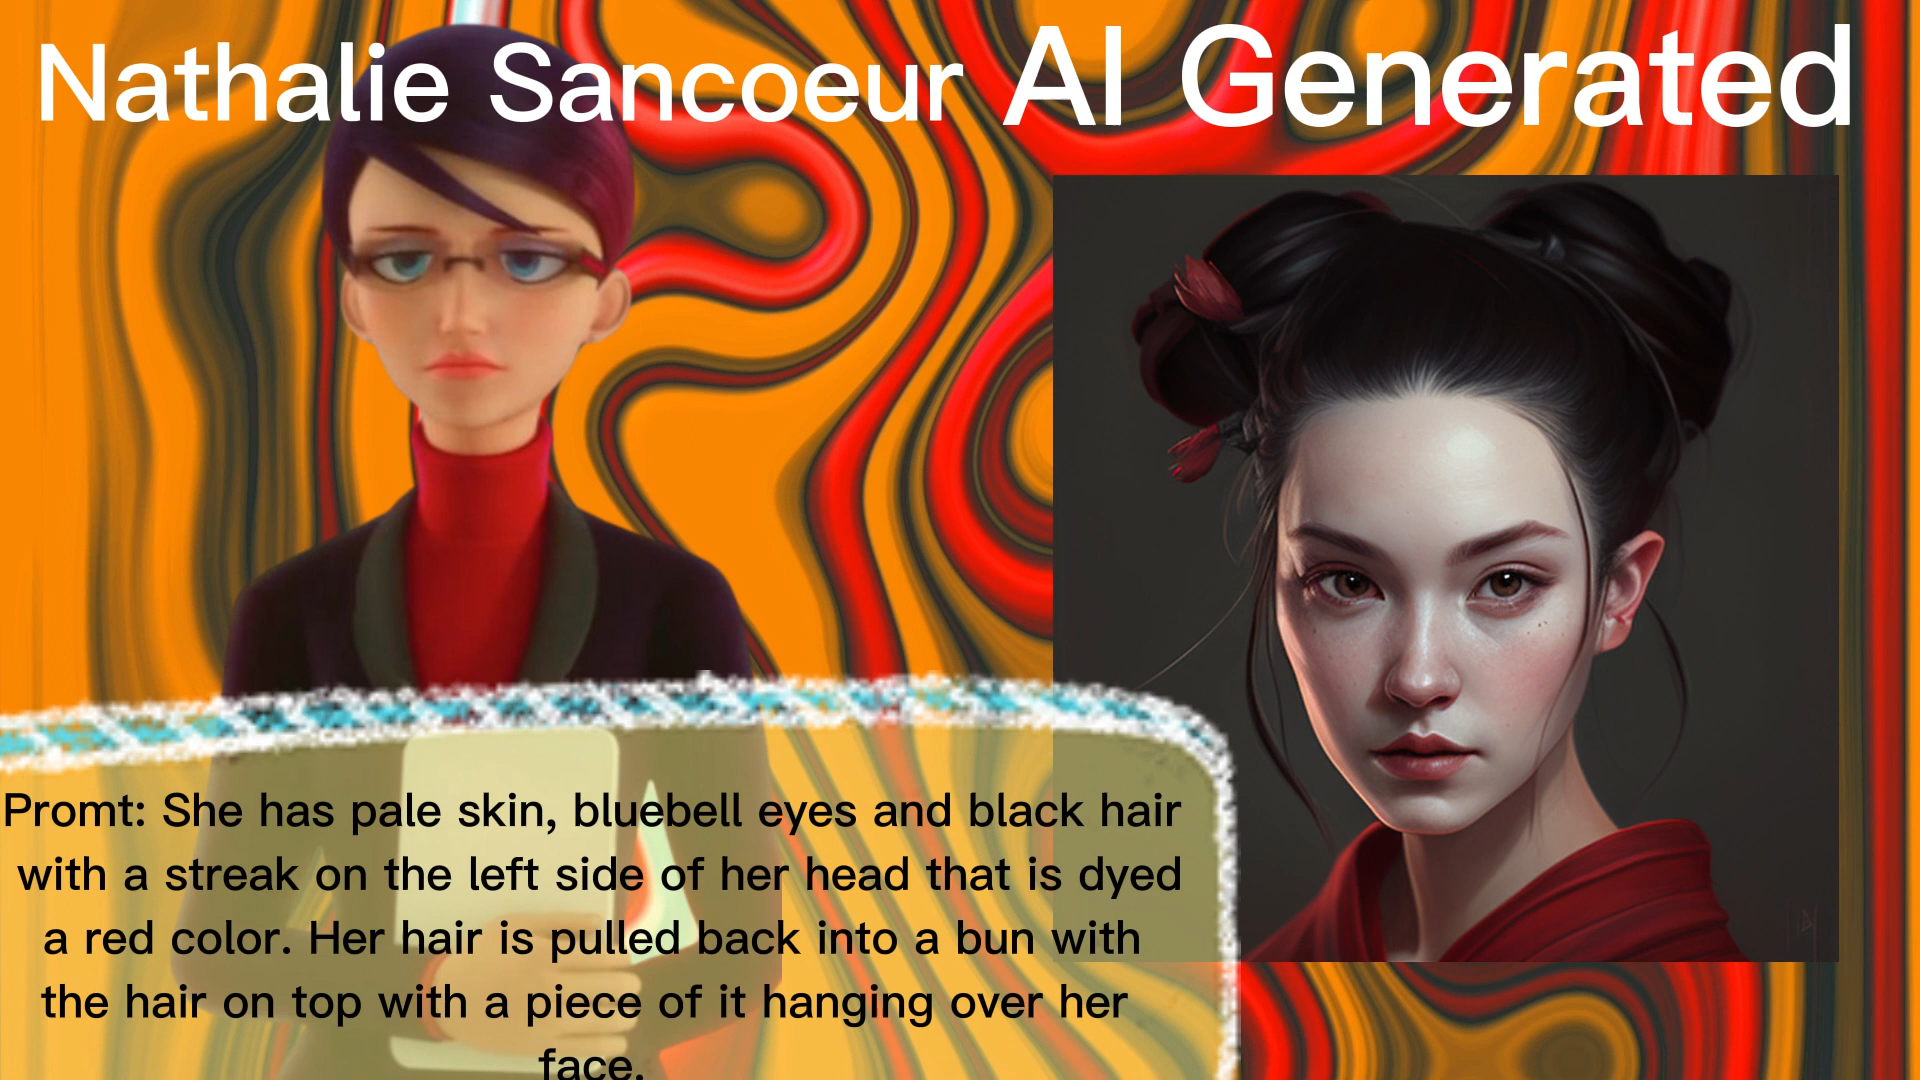 Nathalie Sancoeur AI Generated
Promt: She has pale skin, bluebell eyes and black hair
with a streak on the left side of her head that is dyed
a red color. Her hair is pulled back into a bun with
the hair on top with a piece of it hanging over her
face.